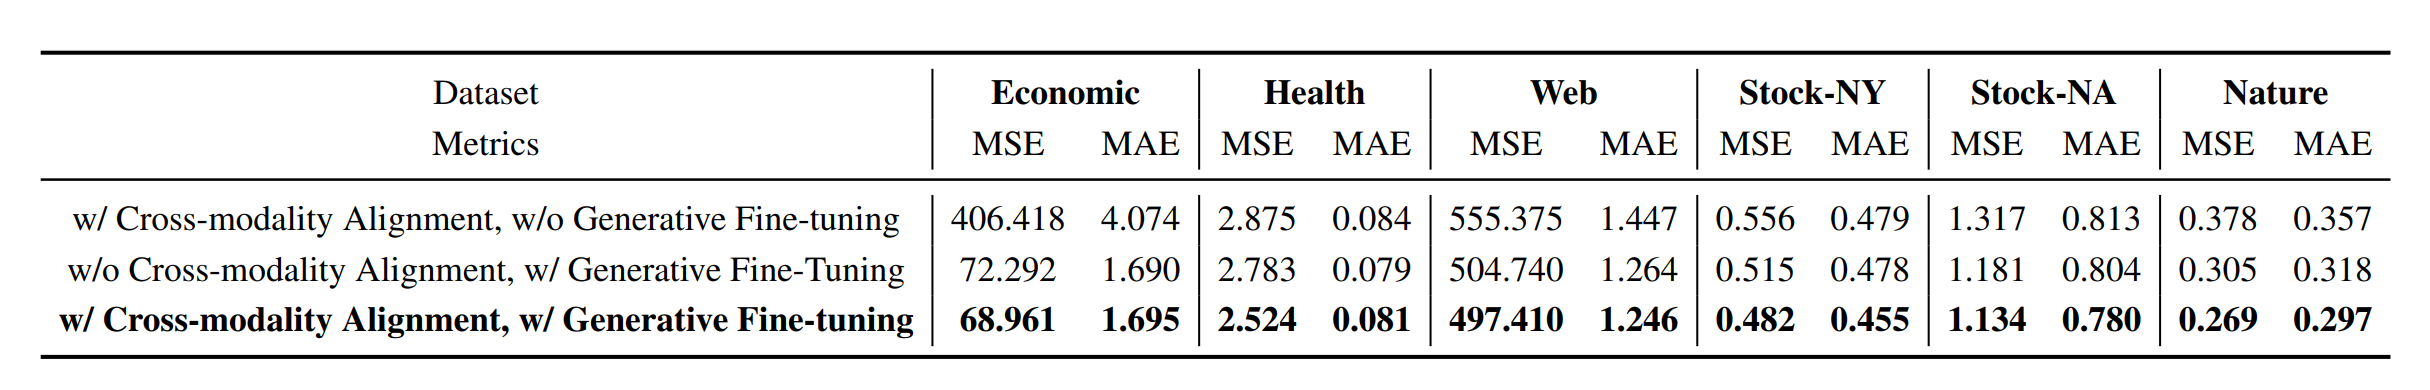 Dataset Economic Health Web Stock-NY Stock-NA Nature
Metrics MSE MAE MSE MAE MSE MAE MSE MAE MSE MAE MSE MAE
w/ Cross-modality Alignment, w/o Generative Fine-tuning 406.418 4.074 2.875 0.084 555.375 1.447 0.556 0.479 1.317 0.813 0.378 0.357
w/o Cross-modality Alignment, w/ Generative Fine-Tuning 72.292 1.690 2.783 0.079 504.740 1.264 0.515 0.478 1.181 0.804 0.305 0.318
w/ Cross-modality Alignment, w/ Generative Fine-tuning 68.961 1.695 2.524 0.081 497.410 1.246 0.482 0.455 1.134 0.780 0.269 0.297